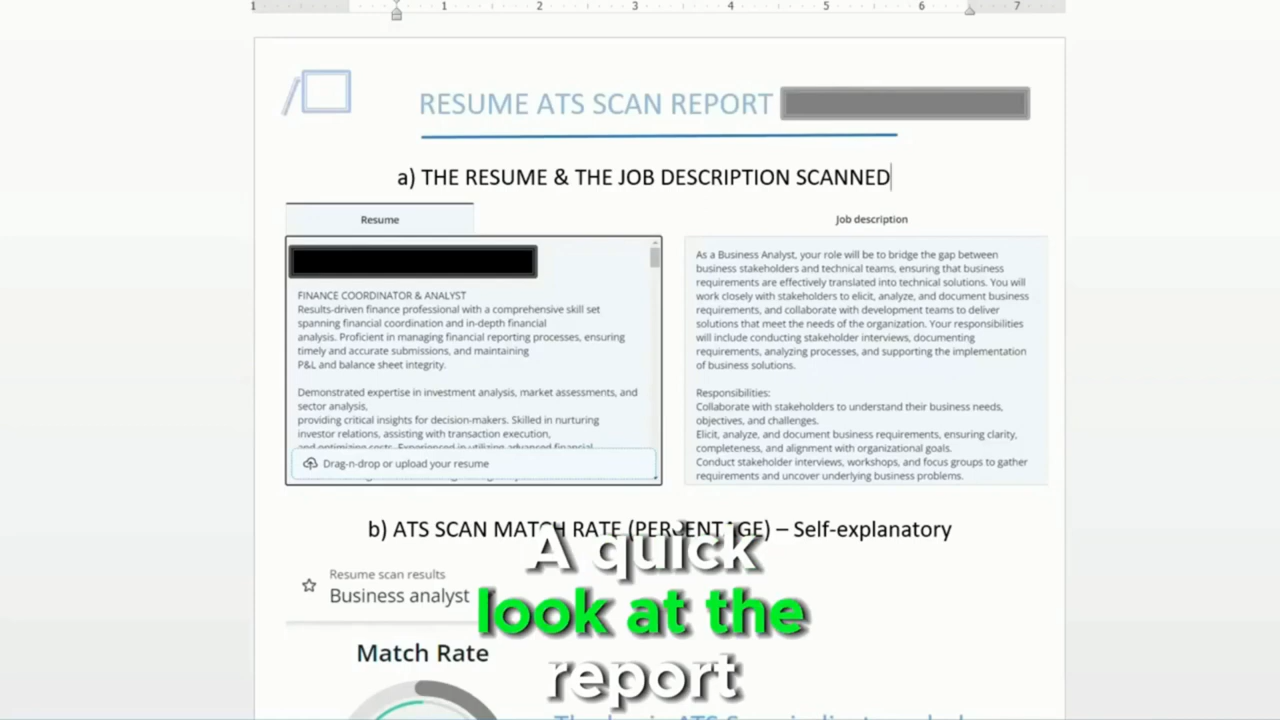 1 1 2 3 4 5 6 7
RESUME ATS SCAN REPORT
a) THE RESUME & THE JOB DESCRIPTION SCANNED
Resume
FINANCE COORDINATOR & ANALYST
Results-driven finance professional with a comprehensive skill set
spanning financial coordination and in-depth financial
analysis. Proficient in managing financial reporting processes, ensuring
timely and accurate submissions, and maintaining
P&L and balance sheet integrity.
Demonstrated expertise in investment analysis, market assessments, and
sector analysis,
providing critical insights for decision-makers. Skilled in nurturing
investor relations, assisting with transaction execution,
and optimizing costs. Experienced in utilizing advanced financial
Drag-n-drop or upload your resume
Job description
As a Business Analyst, your role will be to bridge the gap between
business stakeholders and technical teams, ensuring that business
requirements are effectively translated into technical solutions. You will
work closely with stakeholders to elicit, analyze, and document business
requirements, and collaborate with development teams to deliver
solutions that meet the needs of the organization. Your responsibilities
will include conducting stakeholder interviews, documenting
requirements, analyzing processes, and supporting the implementation
of business solutions.
Responsibilities:
Collaborate with stakeholders to understand their business needs,
objectives, and challenges.
Elicit, analyze, and document business requirements, ensuring clarity,
completeness, and alignment with organizational goals.
Conduct stakeholder interviews, workshops, and focus groups to gather
requirements and uncover underlying business problems.
b) ATS SCAN MATCH RATE (PERCENTAGE) – Self-explanatory
Resume scan results
Business analyst
Match Rate
A quick
look at the
report